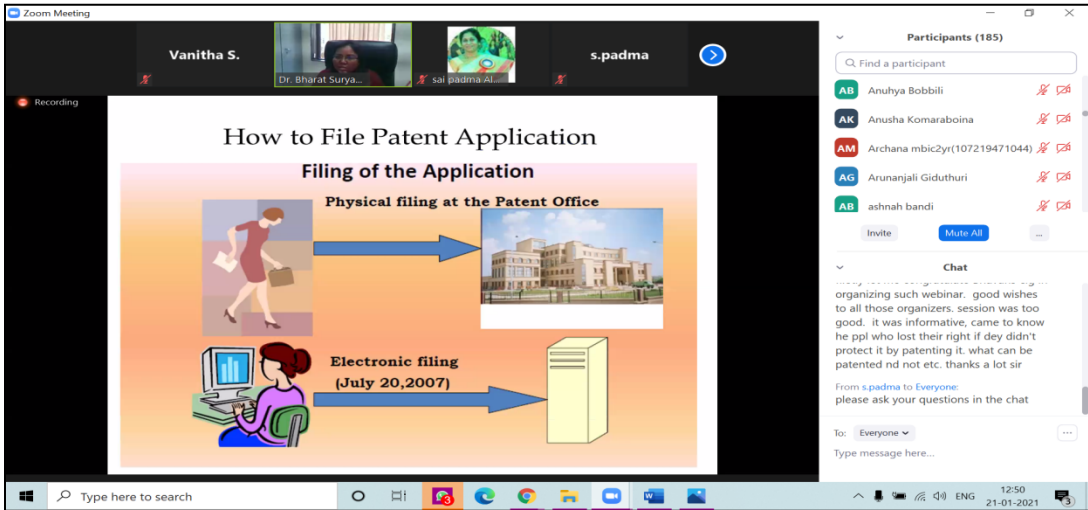 Zoom Meeting
Vanitha S.
Dr. Bharat Surya...
sai padma Al...
s.padma
Recording
How to File Patent Application
Filing of the Application
Physical filing at the Patent Office
Electronic filing
(July 20,2007)
Participants (185)
Find a participant
AB Anuhya Bobbili
AK Anusha Komaraboina
AM Archana mbic2yr(107219471044)
AG Arunanjali Giduthuri
AB ashnah bandi
Invite Mute All ...
Chat
organizing such webinar. good wishes
to all those organizers. session was too
good. it was informative, came to know
he ppl who lost their right if dey didn't
protect it by patenting it. what can be
patented nd not etc. thanks a lot sir
From s.padma to Everyone:
please ask your questions in the chat
To: Everyone
Type message here...
Type here to search
3
W
ENG
12:50
21-01-2021
3